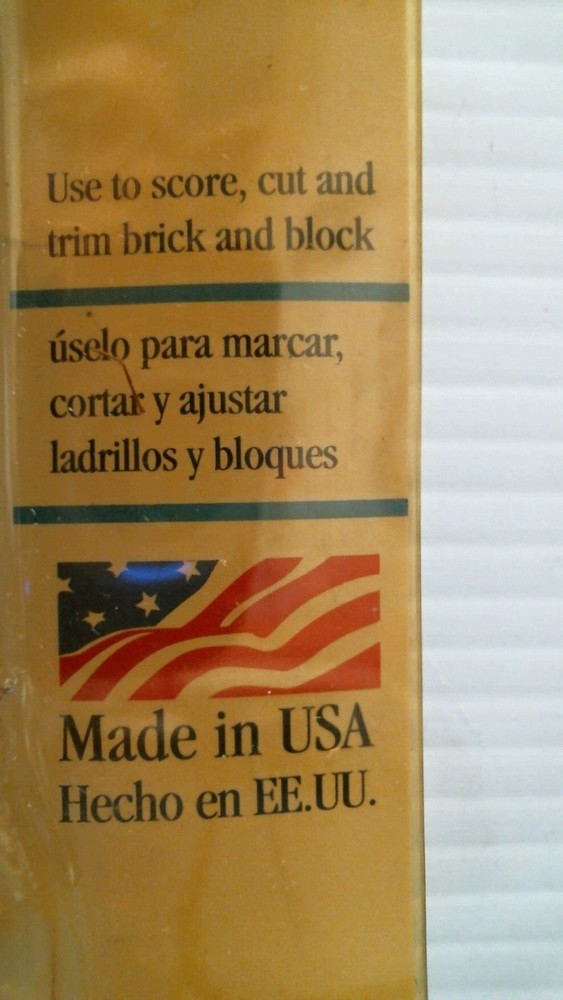 Use to score, cut and
trim brick and block
úselo para marcar,
cortar y ajustar
ladrillos y bloques
Made in USA
Hecho en EE.UU.